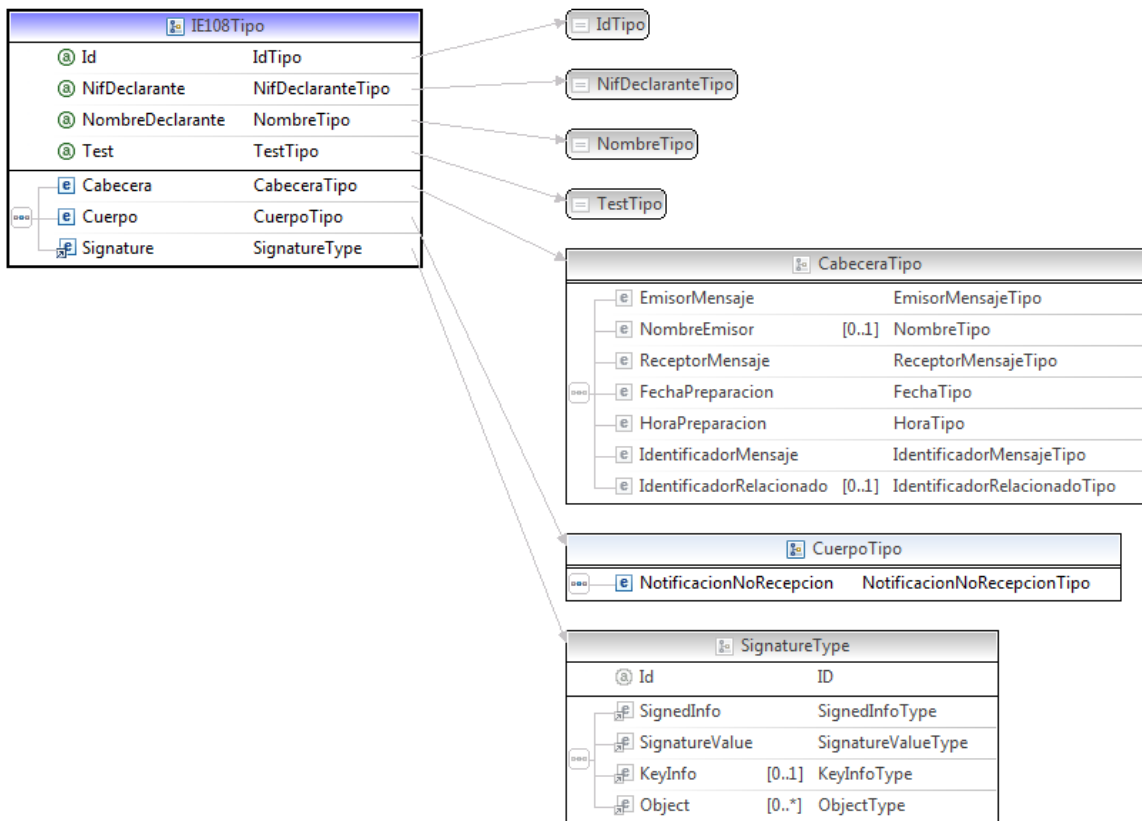 IE108Tipo
a Id IdTipo
a NifDeclarante NifDeclaranteTipo
a NombreDeclarante NombreTipo
a Test TestTipo
e Cabecera CabeceraTipo
e Cuerpo CuerpoTipo
e Signature SignatureType
IdTipo
NifDeclaranteTipo
NombreTipo
TestTipo
CabeceraTipo
e EmisorMensaje EmisorMensajeTipo
e NombreEmisor [0..1] NombreTipo
e ReceptorMensaje ReceptorMensajeTipo
e FechaPreparacion FechaTipo
e HoraPreparacion HoraTipo
e IdentificadorMensaje IdentificadorMensajeTipo
e IdentificadorRelacionado [0..1] IdentificadorRelacionadoTipo
CuerpoTipo
e NotificacionNoRecepcion NotificacionNoRecepcionTipo
SignatureType
a Id ID
e SignedInfo SignedInfoType
e SignatureValue SignatureValueType
e KeyInfo [0..1] KeyInfoType
e Object [0..*] ObjectType